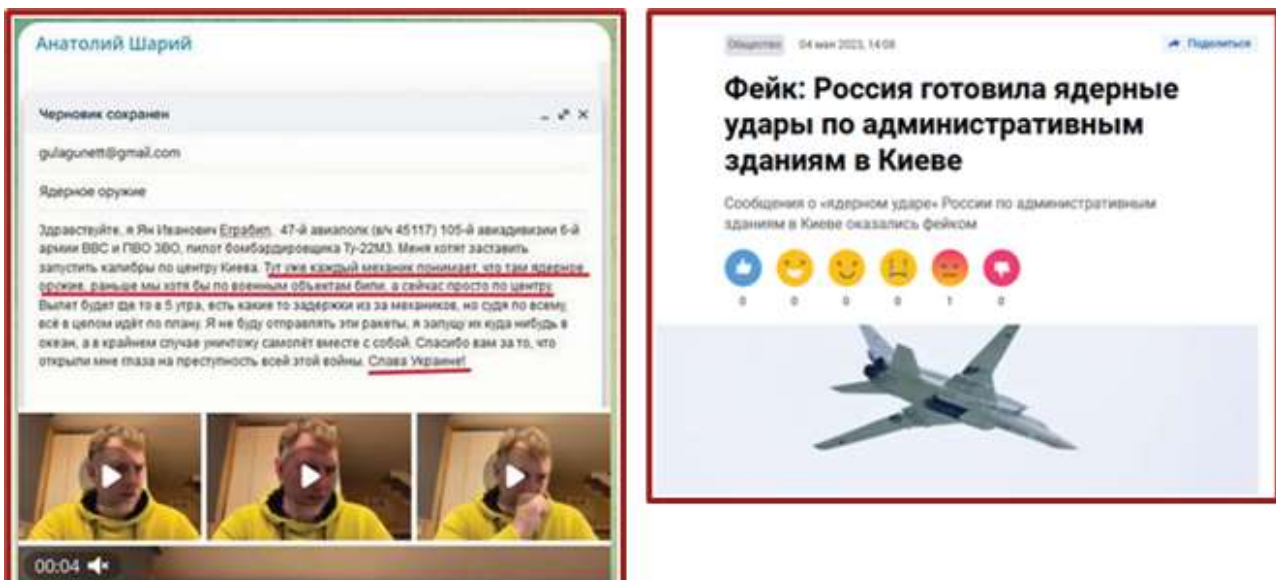 Анатолий Шарий
Черновик сохранен
gulagunett@gmail.com
Ядерное оружие
Здравствуйте, я Ян Иванович Ерзабил, 47-й авиаполк (в/ч 45117) 105-й авиадивизии 6-й
армии ВВС и ПВО ЗВО, пилот бомбардировщика Ту-22М3. Меня хотят заставить
запустить калибры по центру Киева. Тут уже каждый механик понимает, что там ядерное
оружие, раньше мы хотя бы по военным объектам били, а сейчас просто по центру.
Вылет будет где то в 5 утра, есть какие то задержки из за механиков, но судя по всему,
всё в целом идёт по плану. Я не буду отправлять эти ракеты, я запущу их куда нибудь в
океан, а в крайнем случае уничтожу самолёт вместе с собой. Спасибо вам за то, что
открыли мне глаза на преступность всей этой войны. Слава Украине!
00:04
Общество 04 мая 2023, 14:08 Поделиться
Фейк: Россия готовила ядерные
удары по административным
зданиям в Киеве
Сообщения о «ядерном ударе» России по административным
зданиям в Киеве оказались фейком
0 0 0 0 1 0